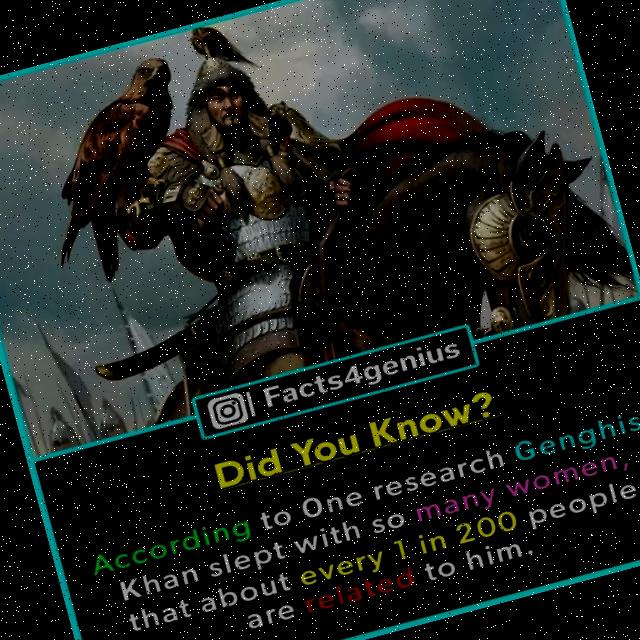 Facts4genius
Did You Know?
According to One research Genghis
Khan slept with so many women,
that about every 1 in 200 people
are related to him.